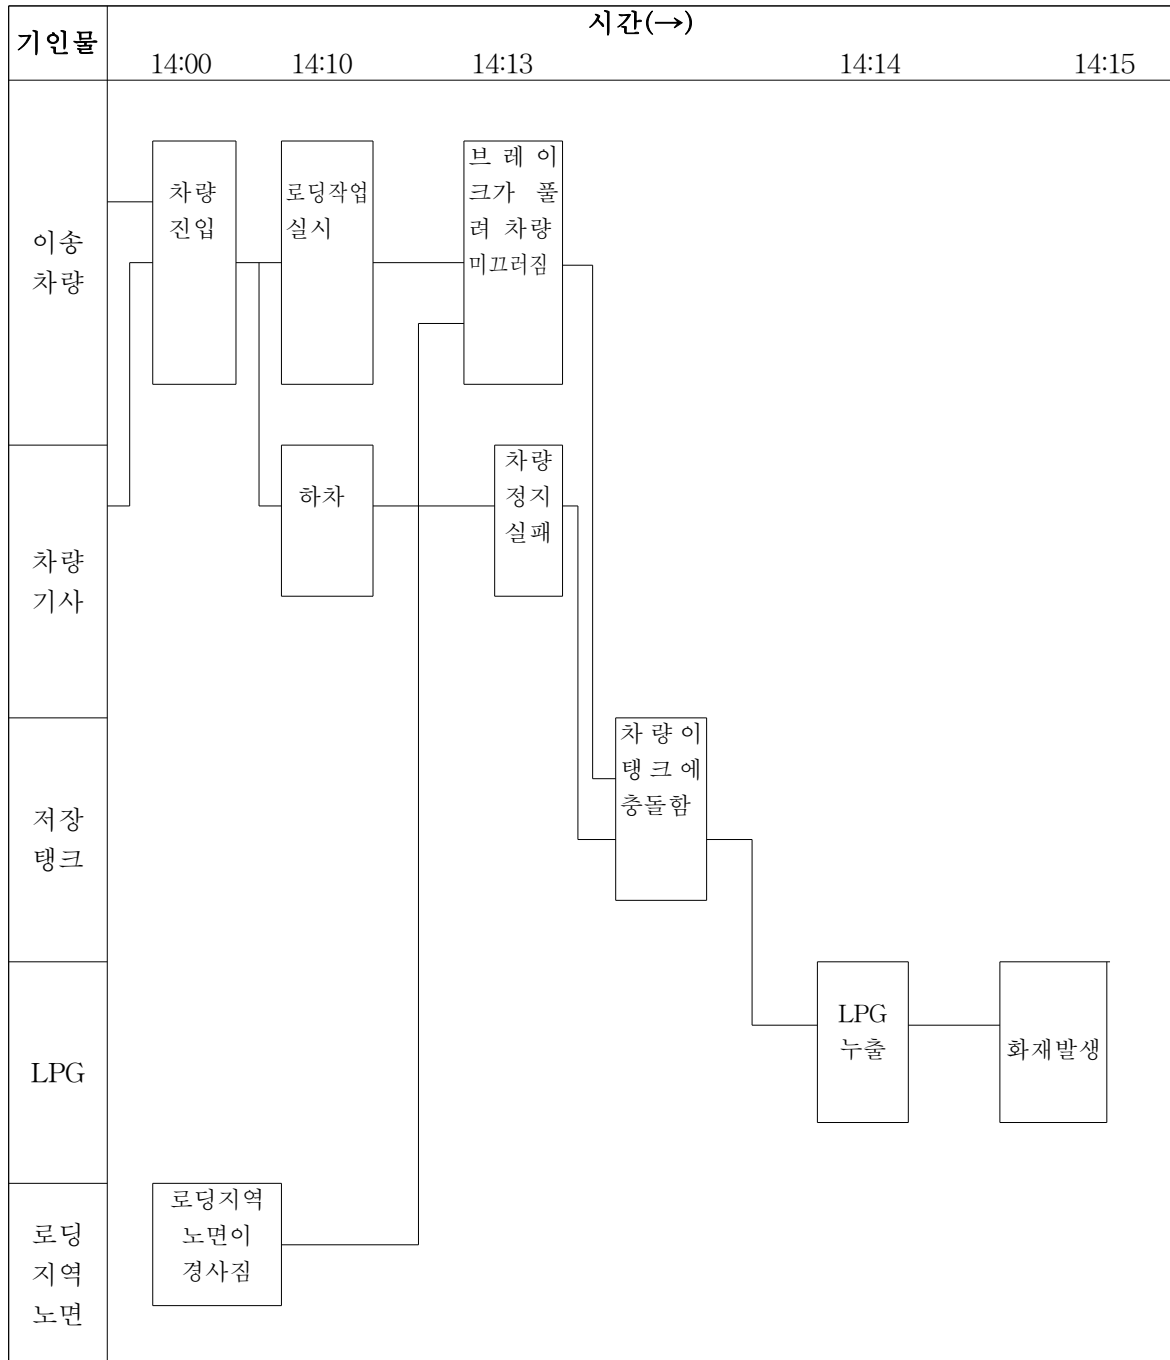 기인물
시간(→)
14:00 14:10 14:13 14:14 14:15
이송
차량
차량
진입
로딩작업
실시
브 레 이
크가 풀
려 차량
미끄러짐
차량
기사
하차
차량
정지
실패
저장
탱크
차 량 이
탱 크 에
충돌함
LPG
LPG
누출
화재발생
로딩
지역
노면
로딩지역
노면이
경사짐